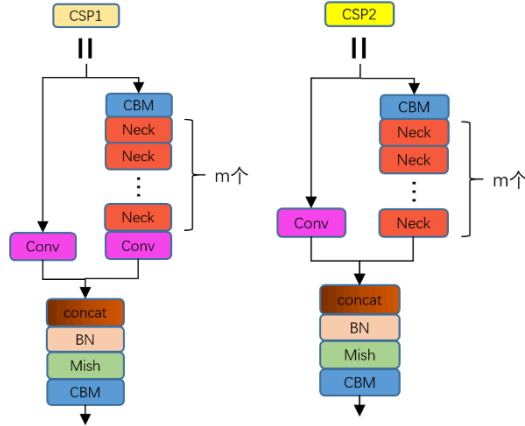 CSP1
CBM
Neck
Neck
Neck
m个
Conv
Conv
concat
BN
Mish
CBM
CSP2
CBM
Neck
Neck
Neck
m个
Conv
concat
BN
Mish
CBM